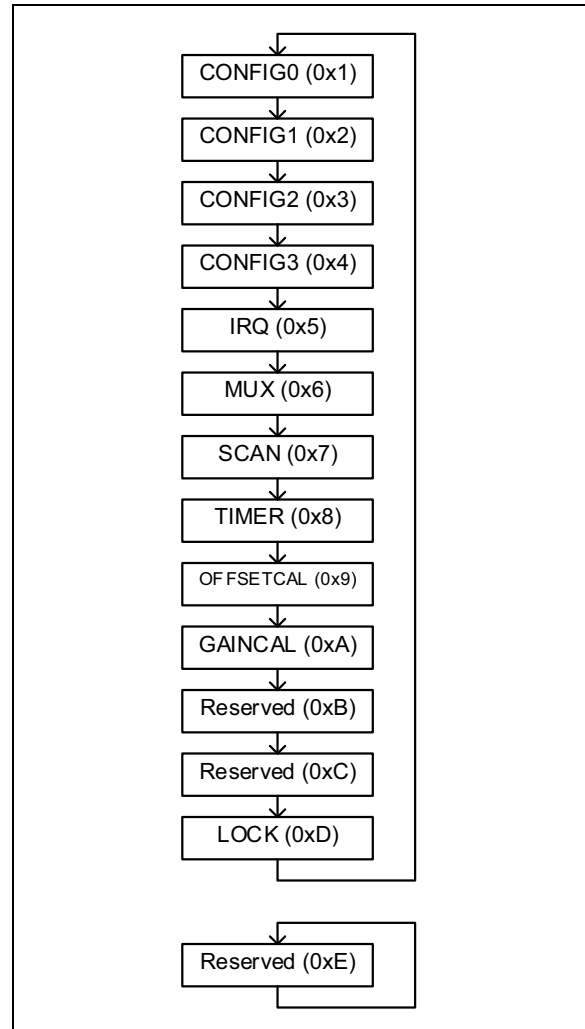 CONFIG0 (0x1)
CONFIG1 (0x2)
CONFIG2 (0x3)
CONFIG3 (0x4)
IRQ (0x5)
MUX (0x6)
SCAN (0x7)
TIMER (0x8)
OFFSETCAL (0x9)
GAINCAL (0xA)
Reserved (0xB)
Reserved (0xC)
LOCK (0xD)
Reserved (0xE)